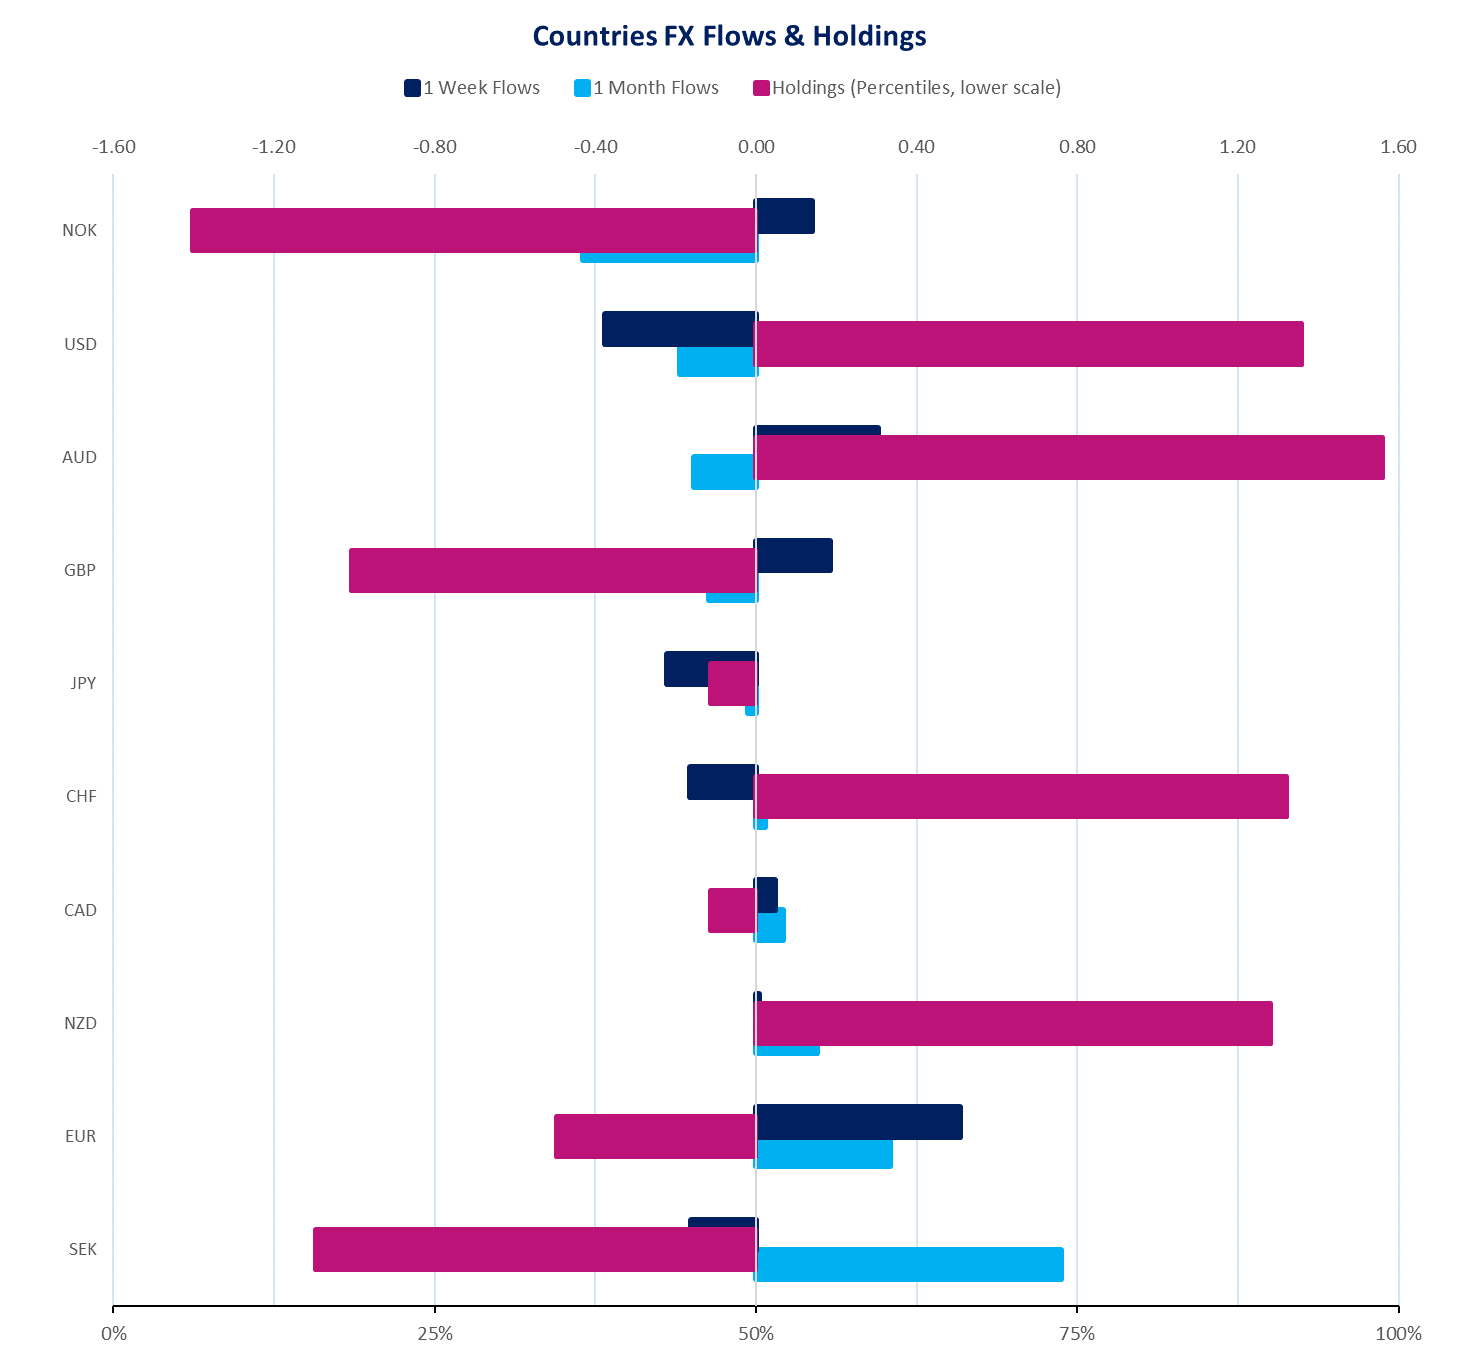 Countries FX Flows & Holdings
1 Week Flows 1 Month Flows Holdings (Percentiles, lower scale)
-1.60 -1.20 -0.80 -0.40 0.00 0.40 0.80 1.20 1.60
NOK
USD
AUD
GBP
JPY
CHF
CAD
NZD
EUR
SEK
0% 25% 50% 75% 100%